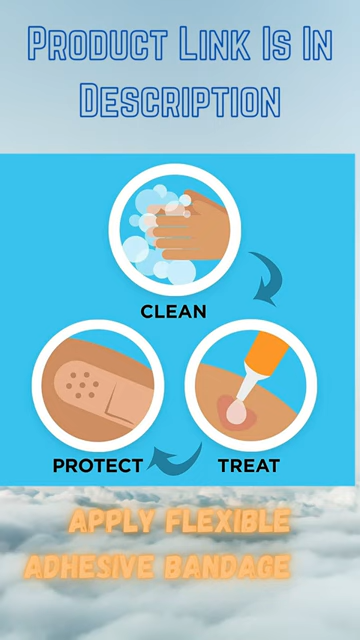 Product Link Is In
Description
CLEAN
PROTECT
TREAT
APPLY FLEXIBLE
ADHESIVE BANDAGE